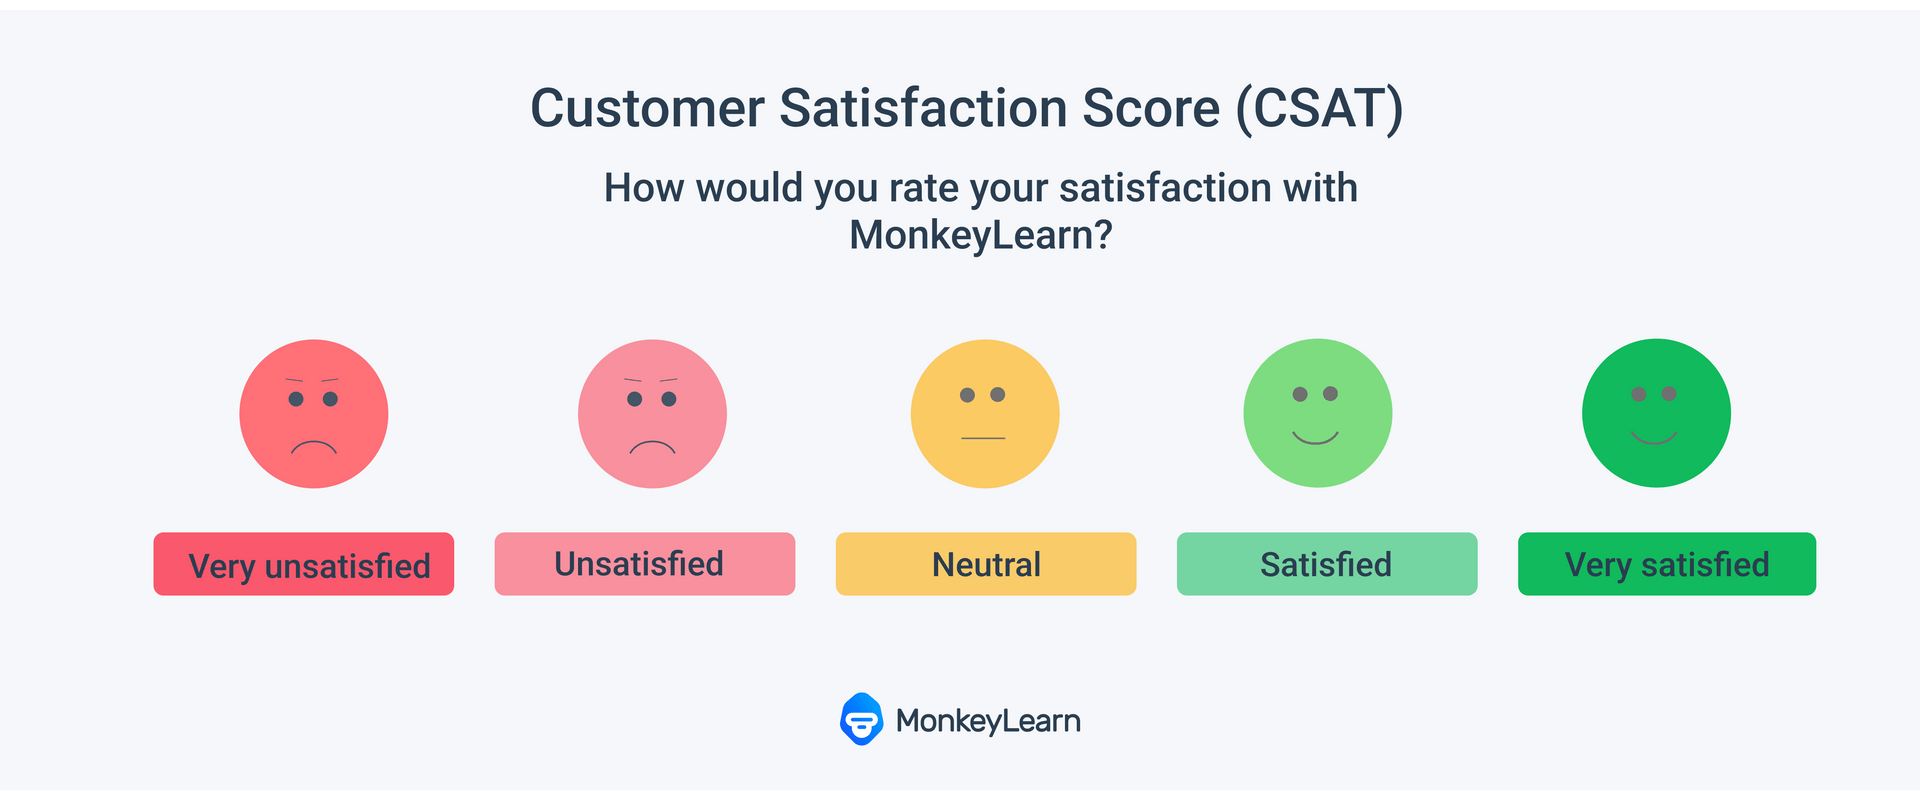 Customer Satisfaction Score (CSAT)
How would you rate your satisfaction with
MonkeyLearn?
Very unsatisfied
Unsatisfied
Neutral
Satisfied
Very satisfied
MonkeyLearn